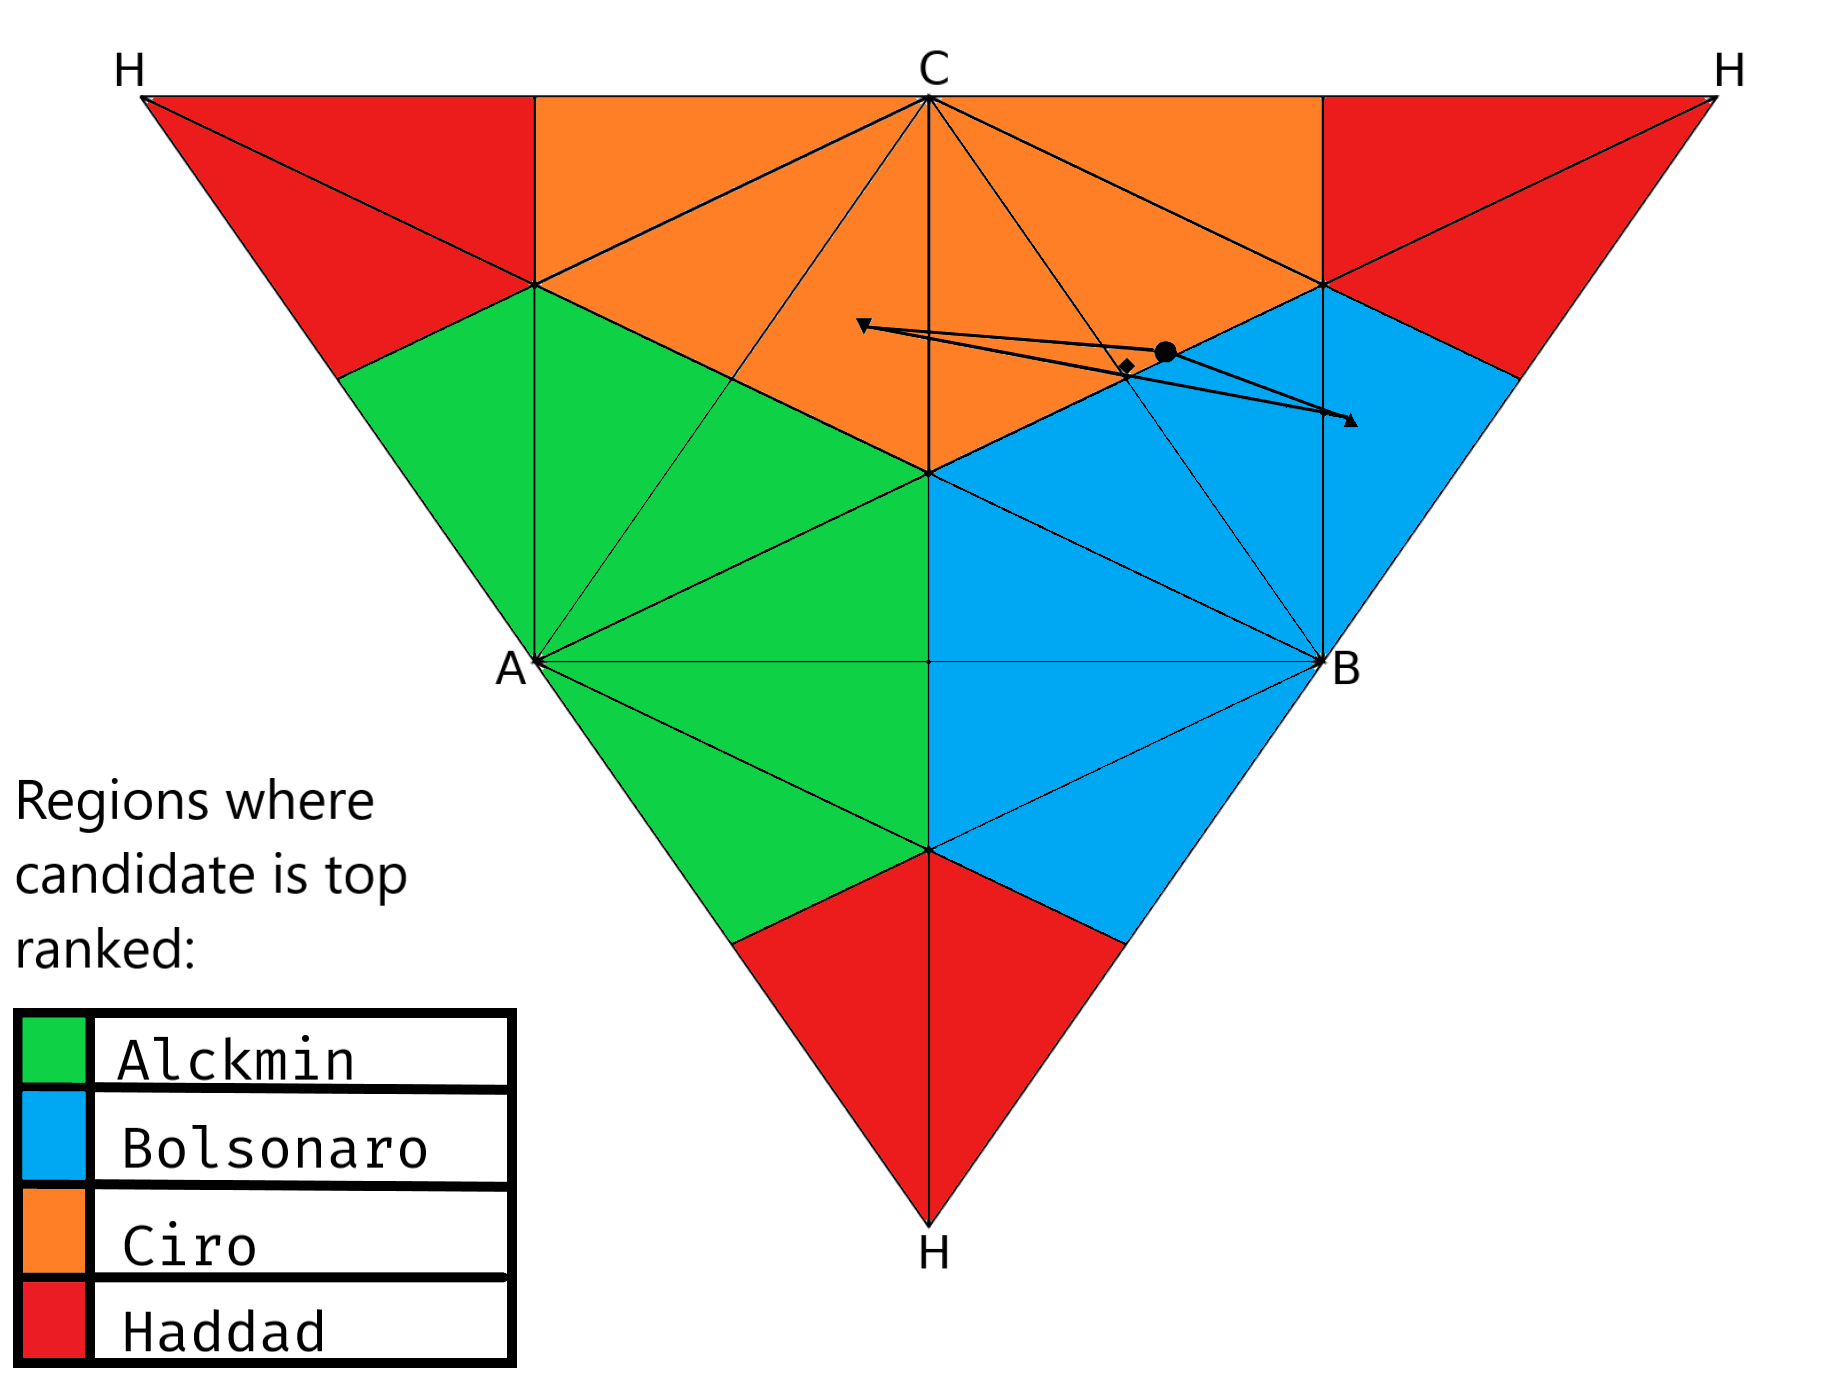 H
C
H
A
B
H
Regions where
candidate is top
ranked:
Alckmin
Bolsonaro
Ciro
Haddad